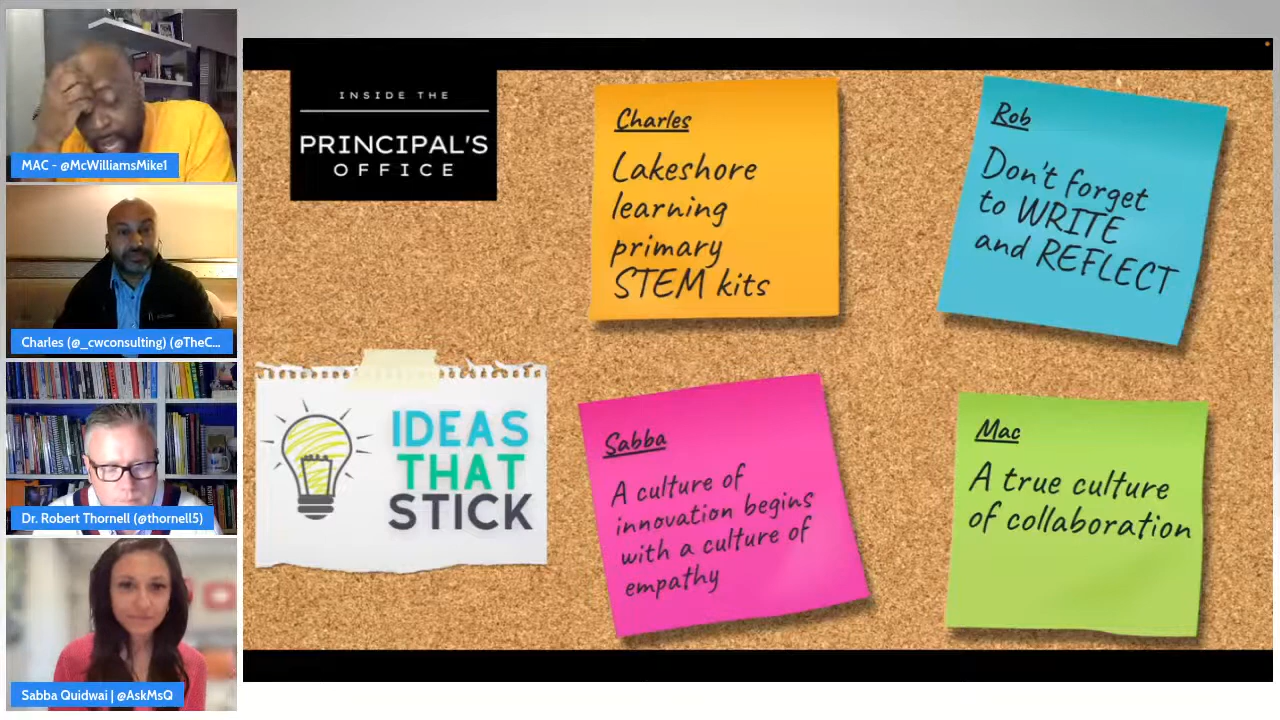 MAC - @McWilliamsMike1
Charles (@_cwconsulting) (@TheC...
Dr. Robert Thornell (@thornell5)
Sabba Quidwai | @AskMsQ
INSIDE THE
PRINCIPAL'S
OFFICE
IDEAS
THAT
STICK
Charles
Lakeshore
learning
primary
STEM kits
Rob
Don't forget
to WRITE
and REFLECT
Sabba
A culture of
innovation begins
with a culture of
empathy
Mac
A true culture
of collaboration